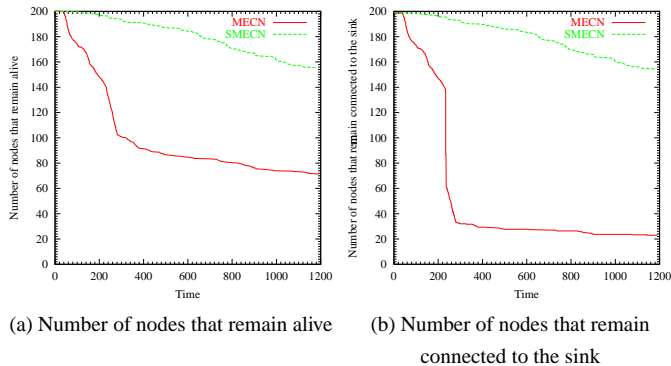 200
180
160
140
120
100
80
60
40
20
0
Number of nodes that remain alive
MECN
SMECN
0 200 400 600 800 1000 1200
Time
200
180
160
140
120
100
80
60
40
20
0
Number of nodes that remain connected to the sink
MECN
SMECN
0 200 400 600 800 1000 1200
Time
(a) Number of nodes that remain alive
(b) Number of nodes that remain
connected to the sink